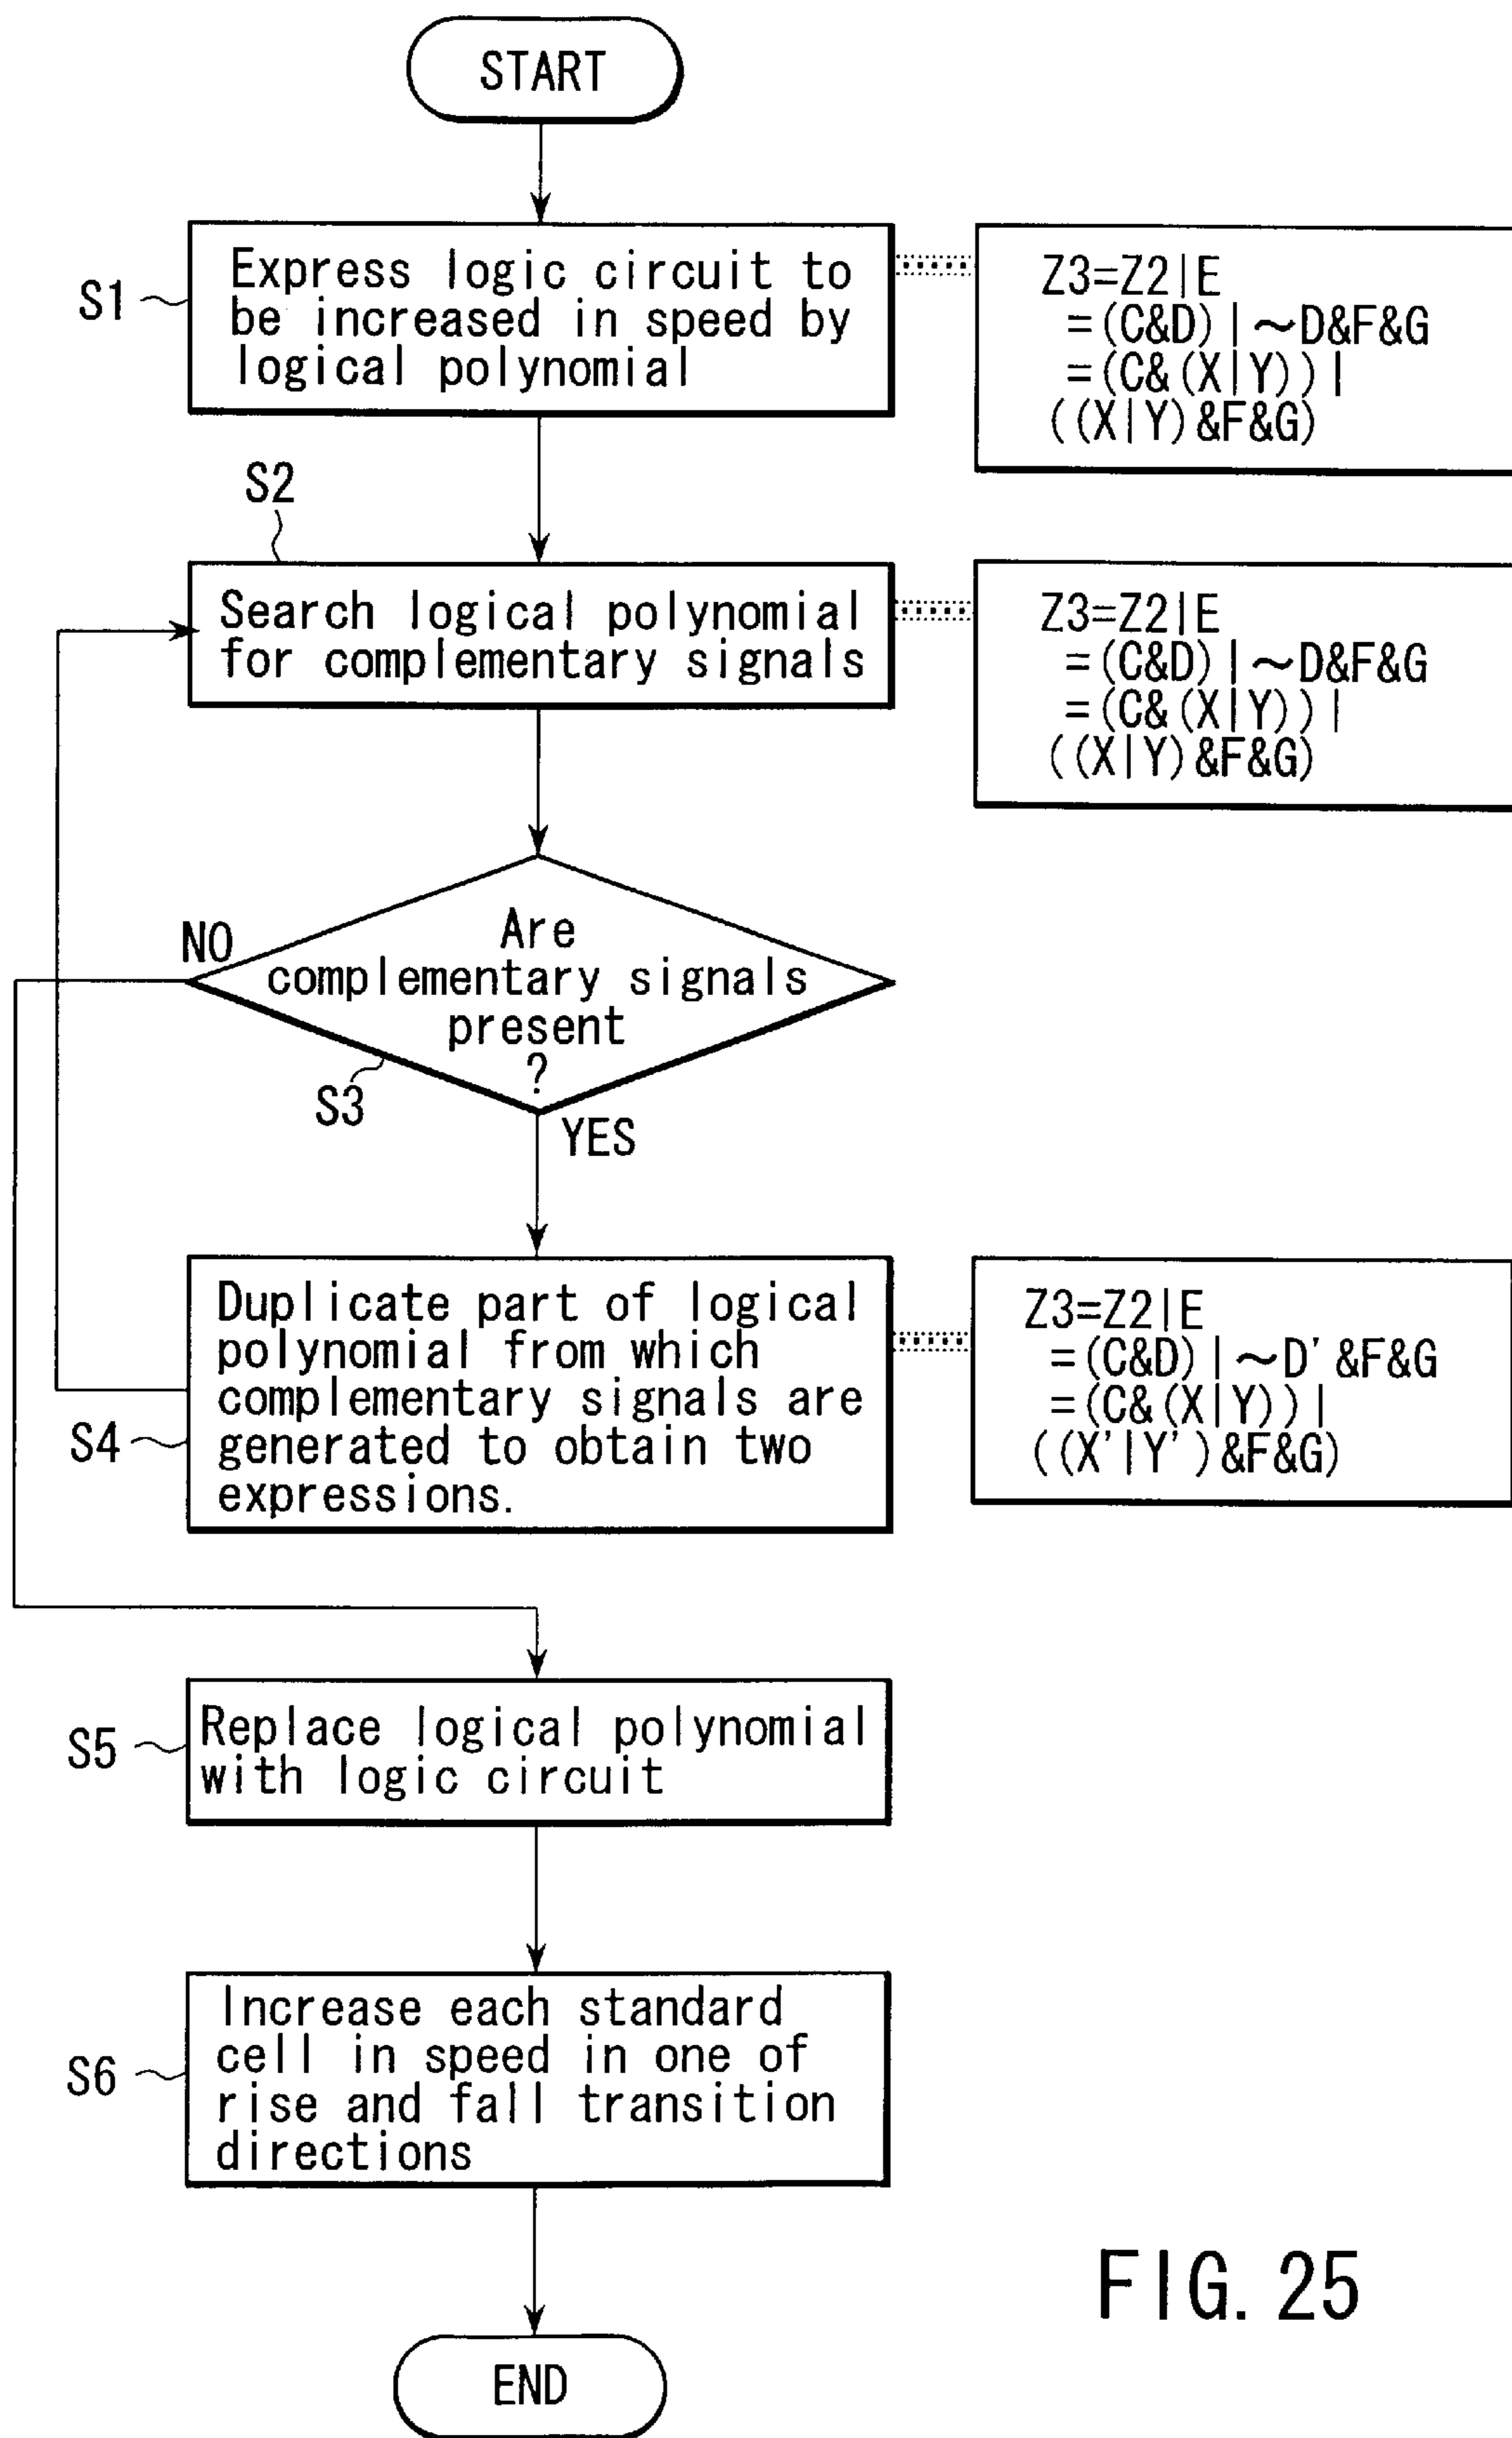 START
S1
Express logic circuit to
be increased in speed by
logical polynomial
Z3=Z2|E
=(C&D)|~D&F&G
=(C&(X|Y))|
((X|Y)&F&G)
S2
Search logical polynomial
for complementary signals
Z3=Z2|E
=(C&D)|~D&F&G
=(C&(X|Y))|
((X|Y)&F&G)
NO
Are
complementary signals
present
?
S3
YES
S4
Duplicate part of logical
polynomial from which
complementary signals are
generated to obtain two
expressions.
Z3=Z2|E
=(C&D)|~D'&F&G
=(C&(X|Y))|
((X'|Y')&F&G)
S5
Replace logical polynomial
with logic circuit
S6
Increase each standard
cell in speed in one of
rise and fall transition
directions
END
FIG. 25